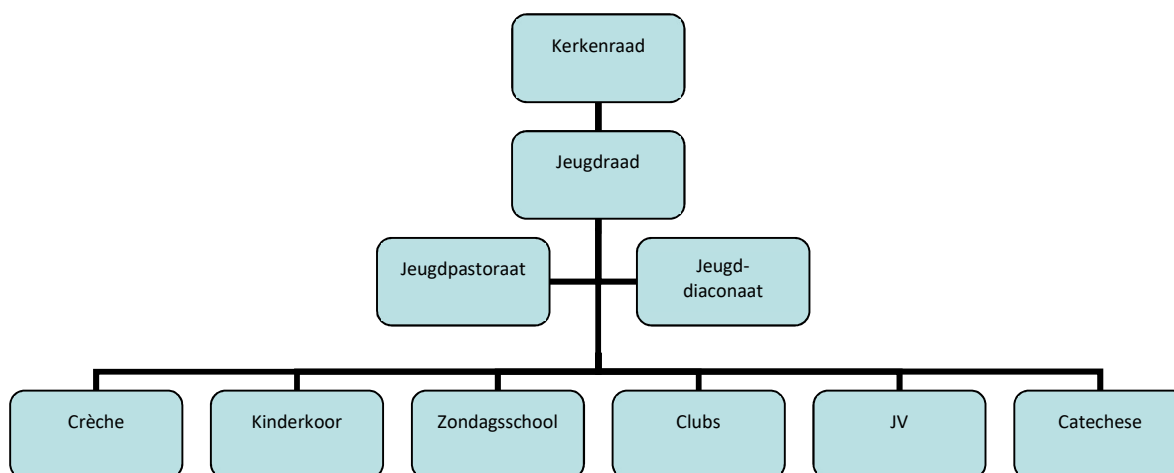 Kerkenraad
Jeugdraad
Jeugdpastoraat
Jeugd-
diaconaat
Crèche
Kinderkoor
Zondagsschool
Clubs
JV
Catechese